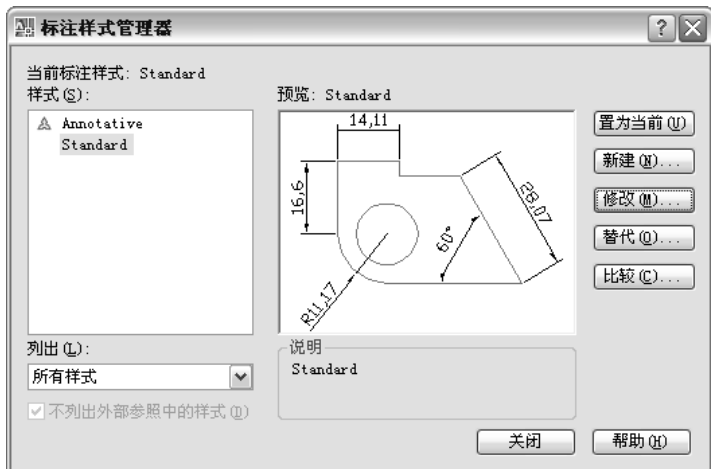 标注样式管理器
当前标注样式: Standard
样式(S):
Annotative
Standard
预览: Standard
14,11
16,6
28,07
60°
R11,17
置为当前(U)
新建(N)...
修改(M)...
替代(O)...
比较(C)...
列出(L):
所有样式
不列出外部参照中的样式(D)
说明
Standard
关闭
帮助(H)